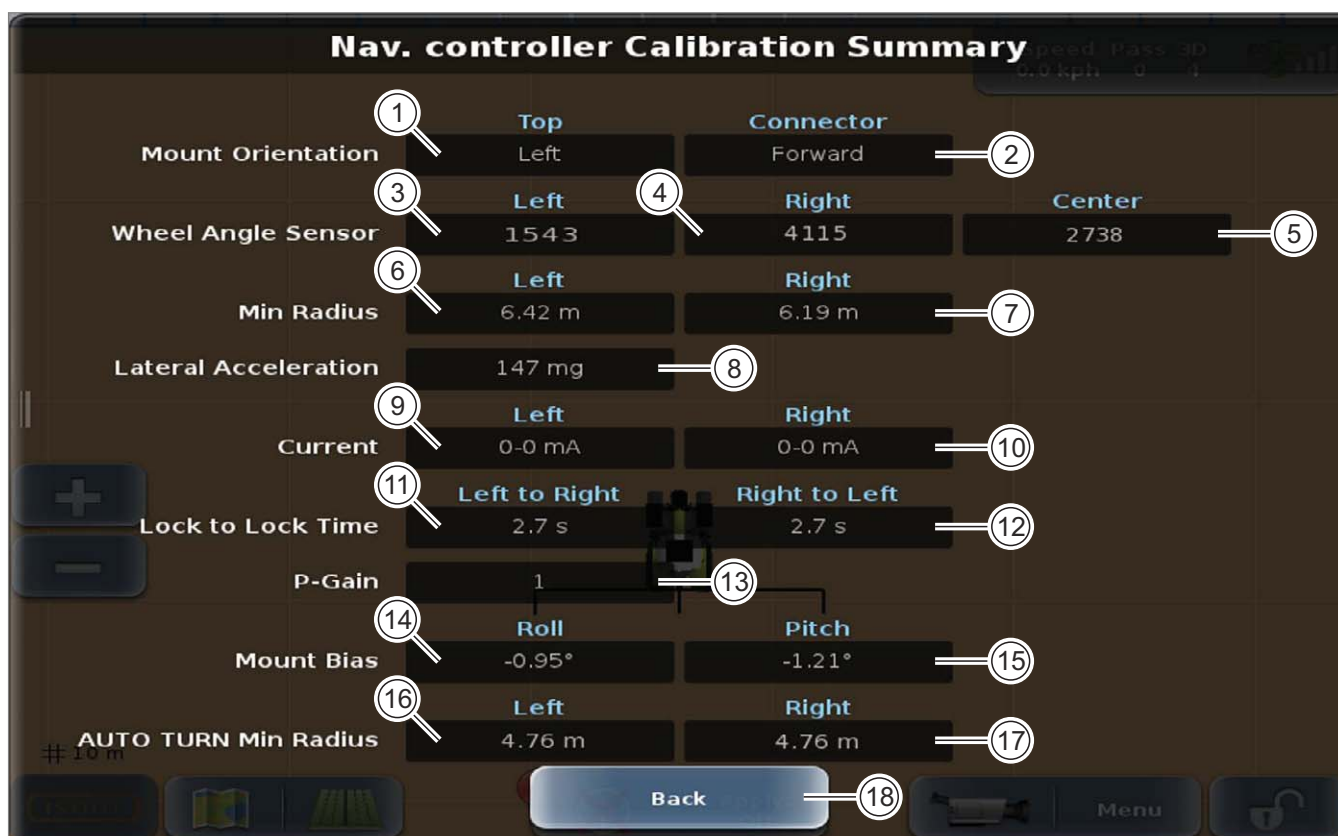 Nav. controller Calibration Summary
Speed Pass 3D
0.0 kph 0 4
1 Top Connector
Mount Orientation Left Forward 2
3 Left 4 Right Center
Wheel Angle Sensor 1543 4115 2738 5
6 Left Right
Min Radius 6.42 m 6.19 m 7
Lateral Acceleration 147 mg 8
9 Left Right
Current 0-0 mA 0-0 mA 10
11 Left to Right Right to Left
Lock to Lock Time 2.7 s 2.7 s 12
P-Gain 1 13
14 Roll Pitch
Mount Bias -0.95° -1.21° 15
16 Left Right
AUTO TURN Min Radius 4.76 m 4.76 m 17
10 m
Back 18
Menu